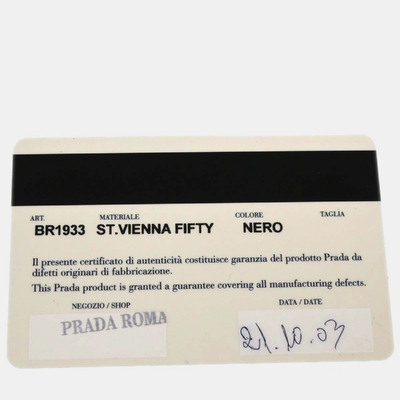 ART. MATERIALE COLORE TAGLIA
BR1933 ST.VIENNA FIFTY NERO
Il presente certificato di autenticità costituisce garanzia del prodotto Prada da
difetti originari di fabbricazione.
This Prada product is granted a guarantee covering all manufacturing defects.
NEGOZIO / SHOP DATA / DATE
PRADA ROMA 21.10.03